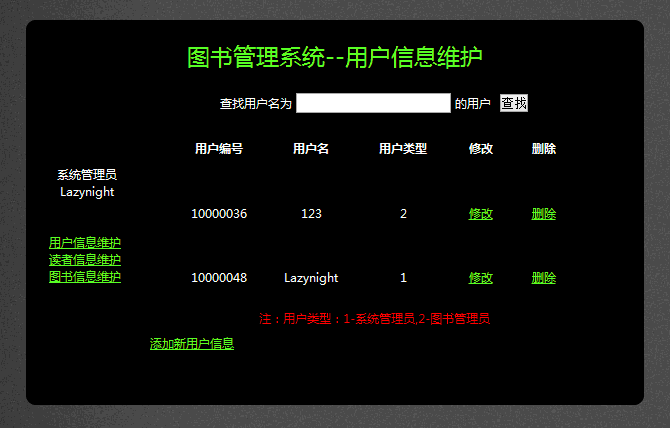 图书管理系统--用户信息维护
查找用户名为 的用户 查找
用户编号 用户名 用户类型 修改 删除
系统管理员
Lazynight
10000036 123 2 修改 删除
用户信息维护
读者信息维护
图书信息维护
10000048 Lazynight 1 修改 删除
注：用户类型：1-系统管理员,2-图书管理员
添加新用户信息